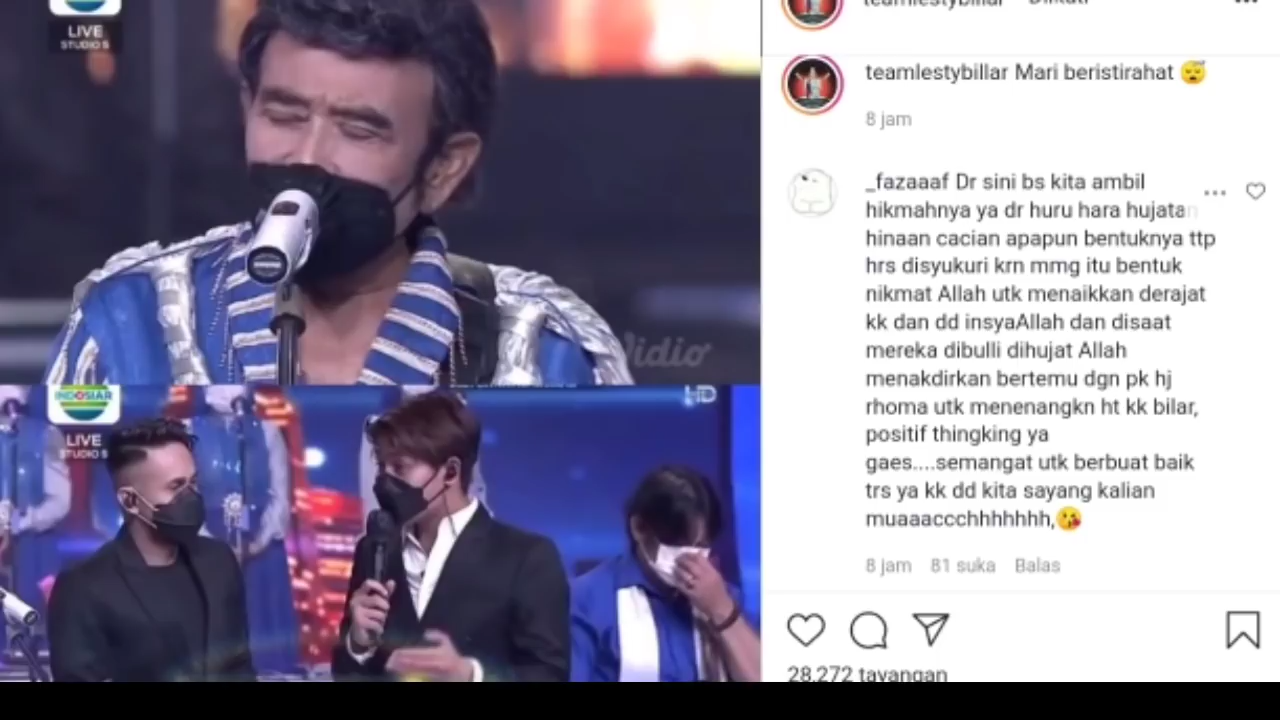 LIVE
STUDIO 5
Vidio
INDOSIAR
LIVE
STUDIO 5
HD
teamlestybillar Diikuti
teamlestybillar Mari beristirahat 😴
8 jam
_fazaaaf Dr sini bs kita ambil
hikmahnya ya dr huru hara hujatan
hinaan cacian apapun bentuknya ttp
hrs disyukuri krn mmg itu bentuk
nikmat Allah utk menaikkan derajat
kk dan dd insyaAllah dan disaat
mereka dibulli dihujat Allah
menakdirkan bertemu dgn pk hj
rhoma utk menenangkn ht kk bilar,
positif thingking ya
gaes....semangat utk berbuat baik
trs ya kk dd kita sayang kalian
muaaaccchhhhhhh,😘
8 jam 81 suka Balas
28.272 tayangan